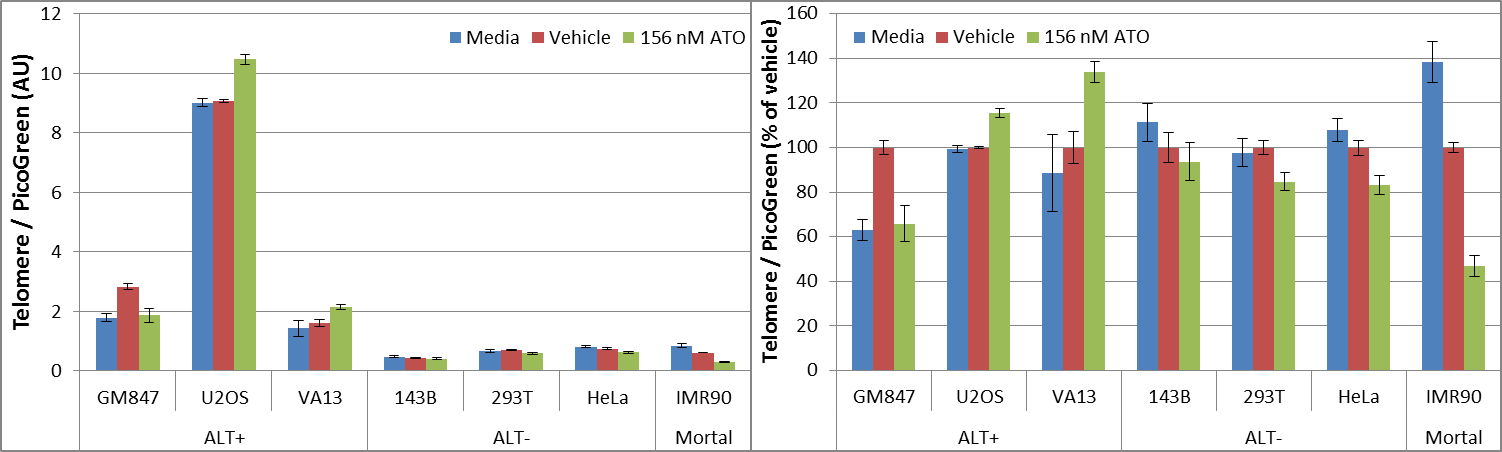 Telomere / PicoGreen (AU)
12
10
8
6
4
2
0
Media Vehicle 156 nM ATO
GM847 U2OS VA13 143B 293T HeLa IMR90
ALT+ ALT- Mortal
Telomere / PicoGreen (% of vehicle)
160
140
120
100
80
60
40
20
0
Media Vehicle 156 nM ATO
GM847 U2OS VA13 143B 293T HeLa IMR90
ALT+ ALT- Mortal